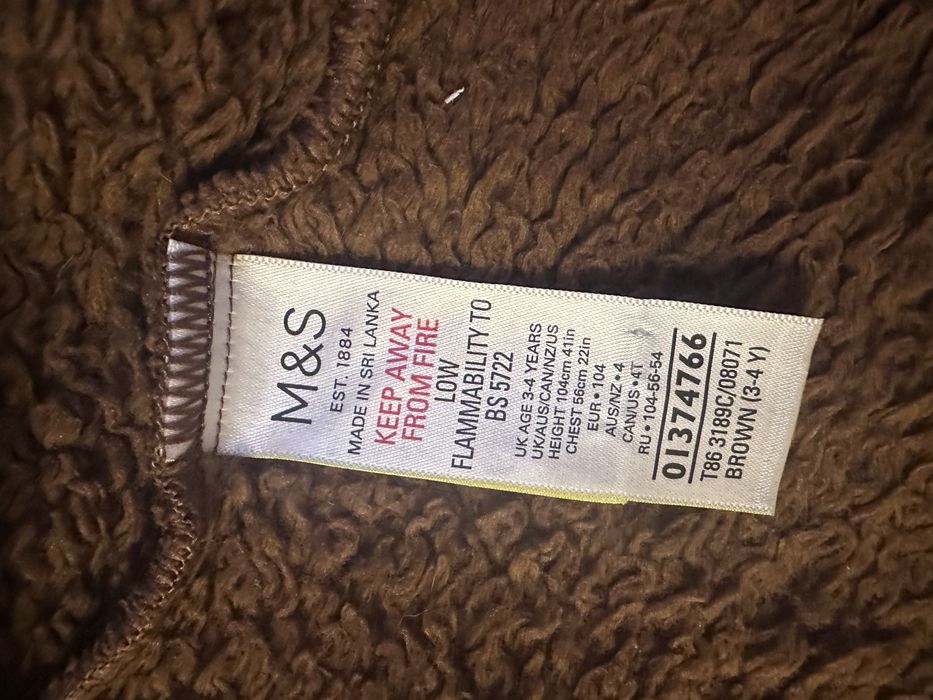 M&S
EST. 1884
MADE IN SRI LANKA
KEEP AWAY
FROM FIRE
LOW
FLAMMABILITY TO
BS 5722
UK AGE 3-4 YEARS
UK/AUS/CAN/NZ/US
HEIGHT 104cm 41in
CHEST 56cm 22in
EUR•104
AUS/NZ•4
CAN/US•4T
RU•104-56-54
01374766
T86 3189C/08071
BROWN (3-4 Y)